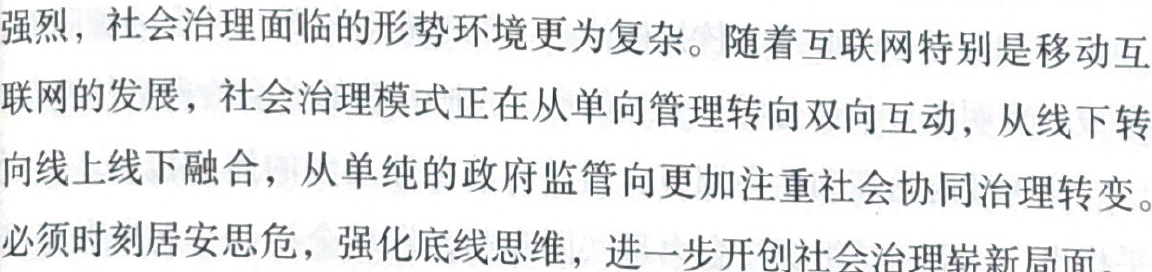 强烈，社会治理面临的形势环境更为复杂。随着互联网特别是移动互
联网的发展，社会治理模式正在从单向管理转向双向互动，从线下转
向线上线下融合，从单纯的政府监管向更加注重社会协同治理转变。
必须时刻居安思危，强化底线思维，进一步开创社会治理崭新局面。